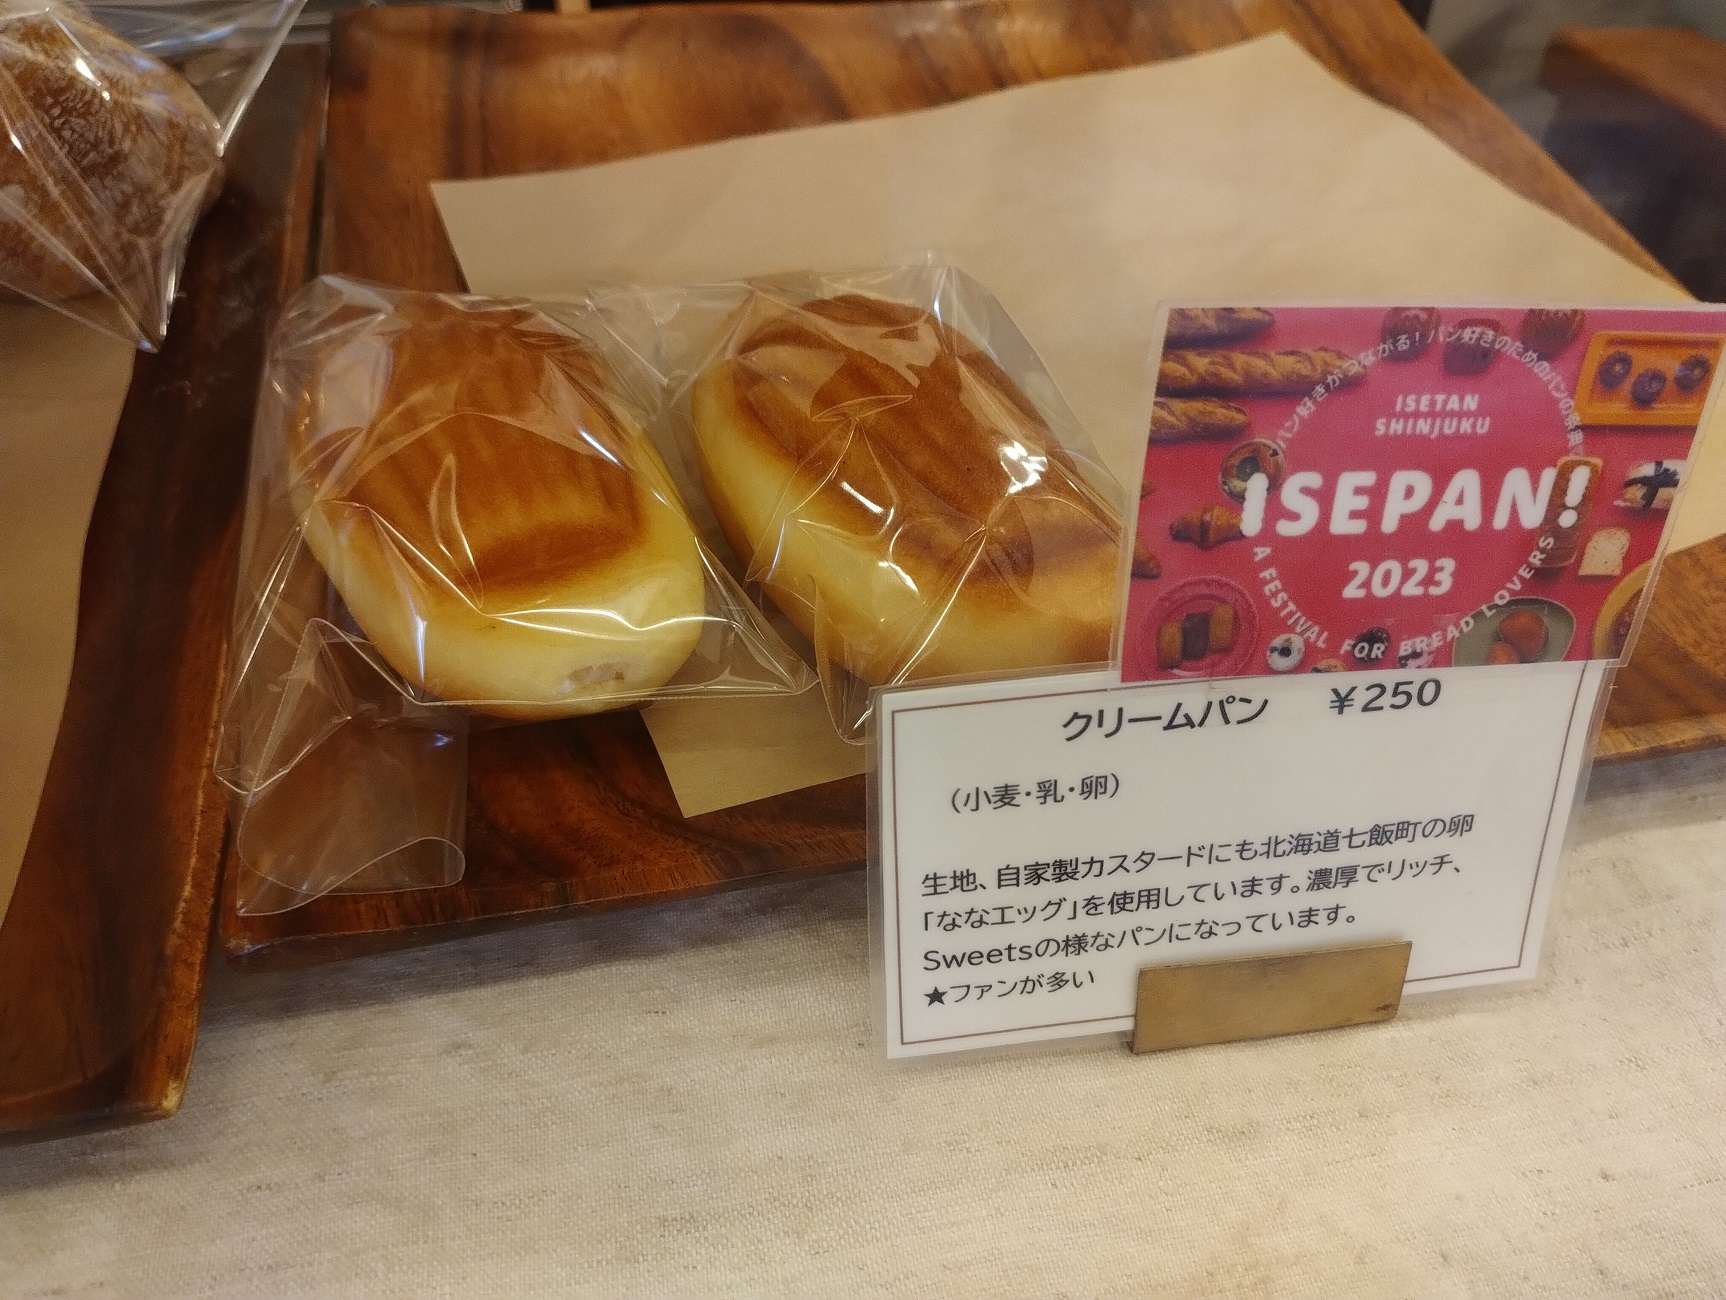 パン好きがつながる！パン好きのためのパンの祭典！
ISETAN
SHINJUKU
ISEPAN!
2023
A FESTIVAL FOR BREAD LOVERS
クリームパン ¥250
（小麦・乳・卵）
生地、自家製カスタードにも北海道七飯町の卵
「ななエッグ」を使用しています。濃厚でリッチ、
Sweetsの様なパンになっています。
★ファンが多い